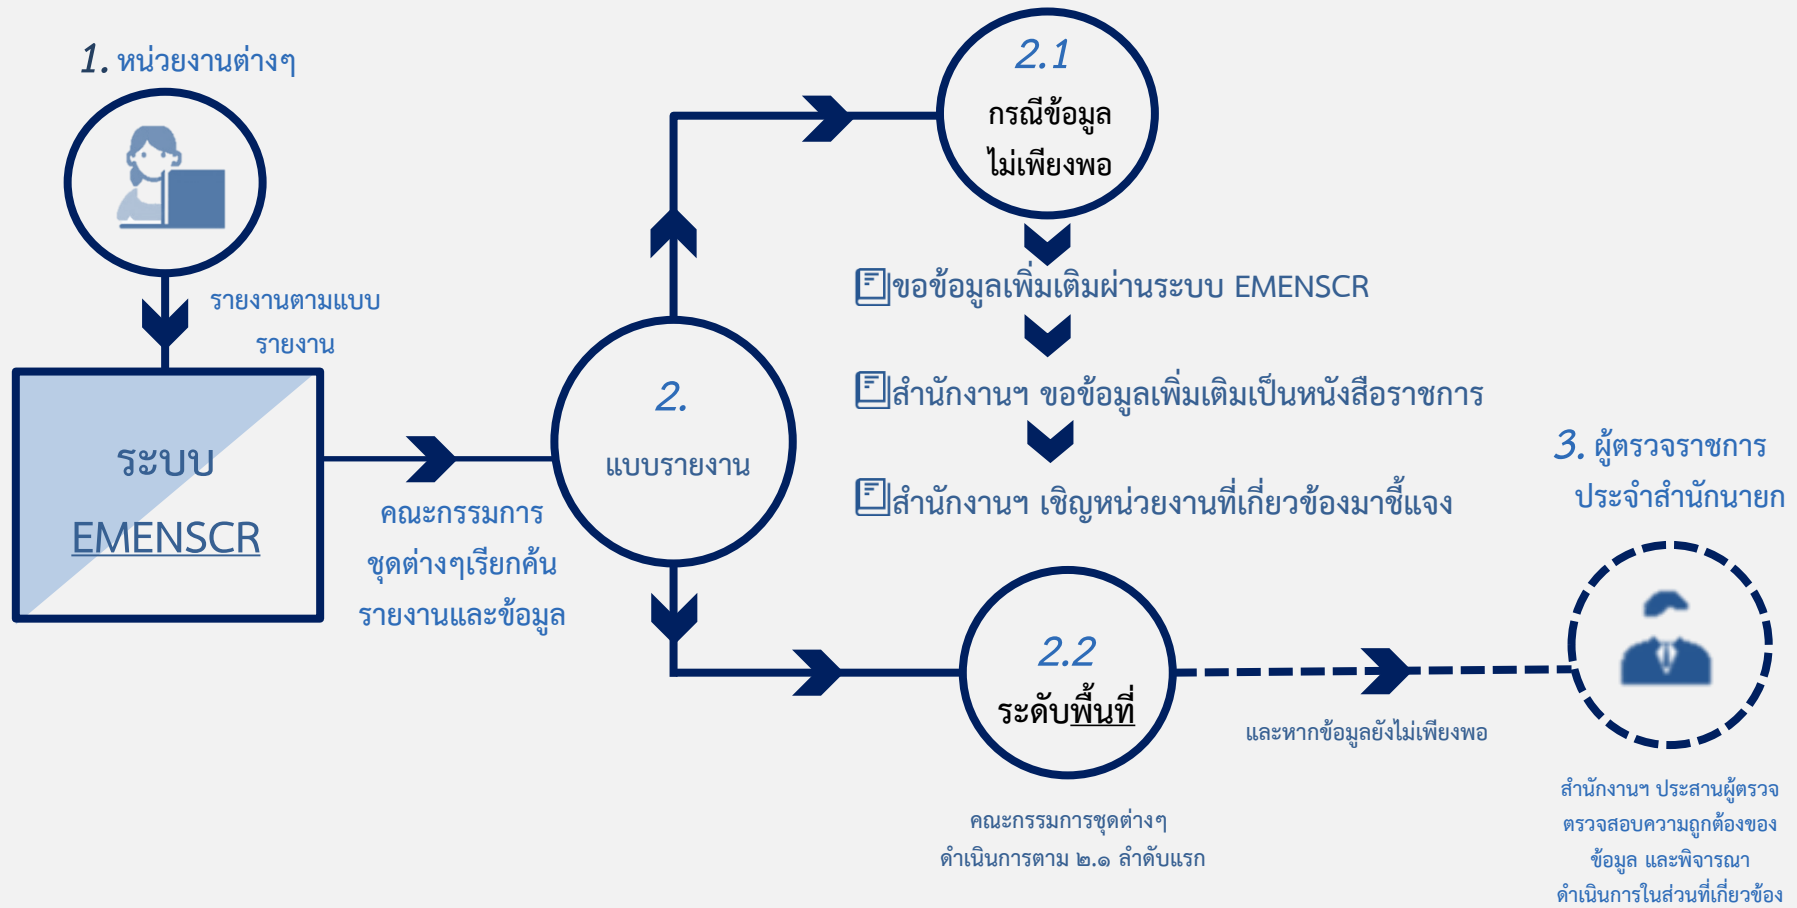 1. หน่วยงานต่างๆ
รายงานตามแบบ
รายงาน
ระบบ
EMENSCR
คณะกรรมการ
ชุดต่างๆเรียกค้น
รายงานและข้อมูล
2.
แบบรายงาน
2.1
กรณีข้อมูล
ไม่เพียงพอ
ขอข้อมูลเพิ่มเติมผ่านระบบ EMENSCR
สำนักงานฯ ขอข้อมูลเพิ่มเติมเป็นหนังสือราชการ
สำนักงานฯ เชิญหน่วยงานที่เกี่ยวข้องมาชี้แจง
2.2
ระดับพื้นที่
คณะกรรมการชุดต่างๆ
ดำเนินการตาม ๒.๑ ลำดับแรก
และหากข้อมูลยังไม่เพียงพอ
3. ผู้ตรวจราชการ
ประจำสำนักนายก
สำนักงานฯ ประสานผู้ตรวจ
ตรวจสอบความถูกต้องของ
ข้อมูล และพิจารณา
ดำเนินการในส่วนที่เกี่ยวข้อง